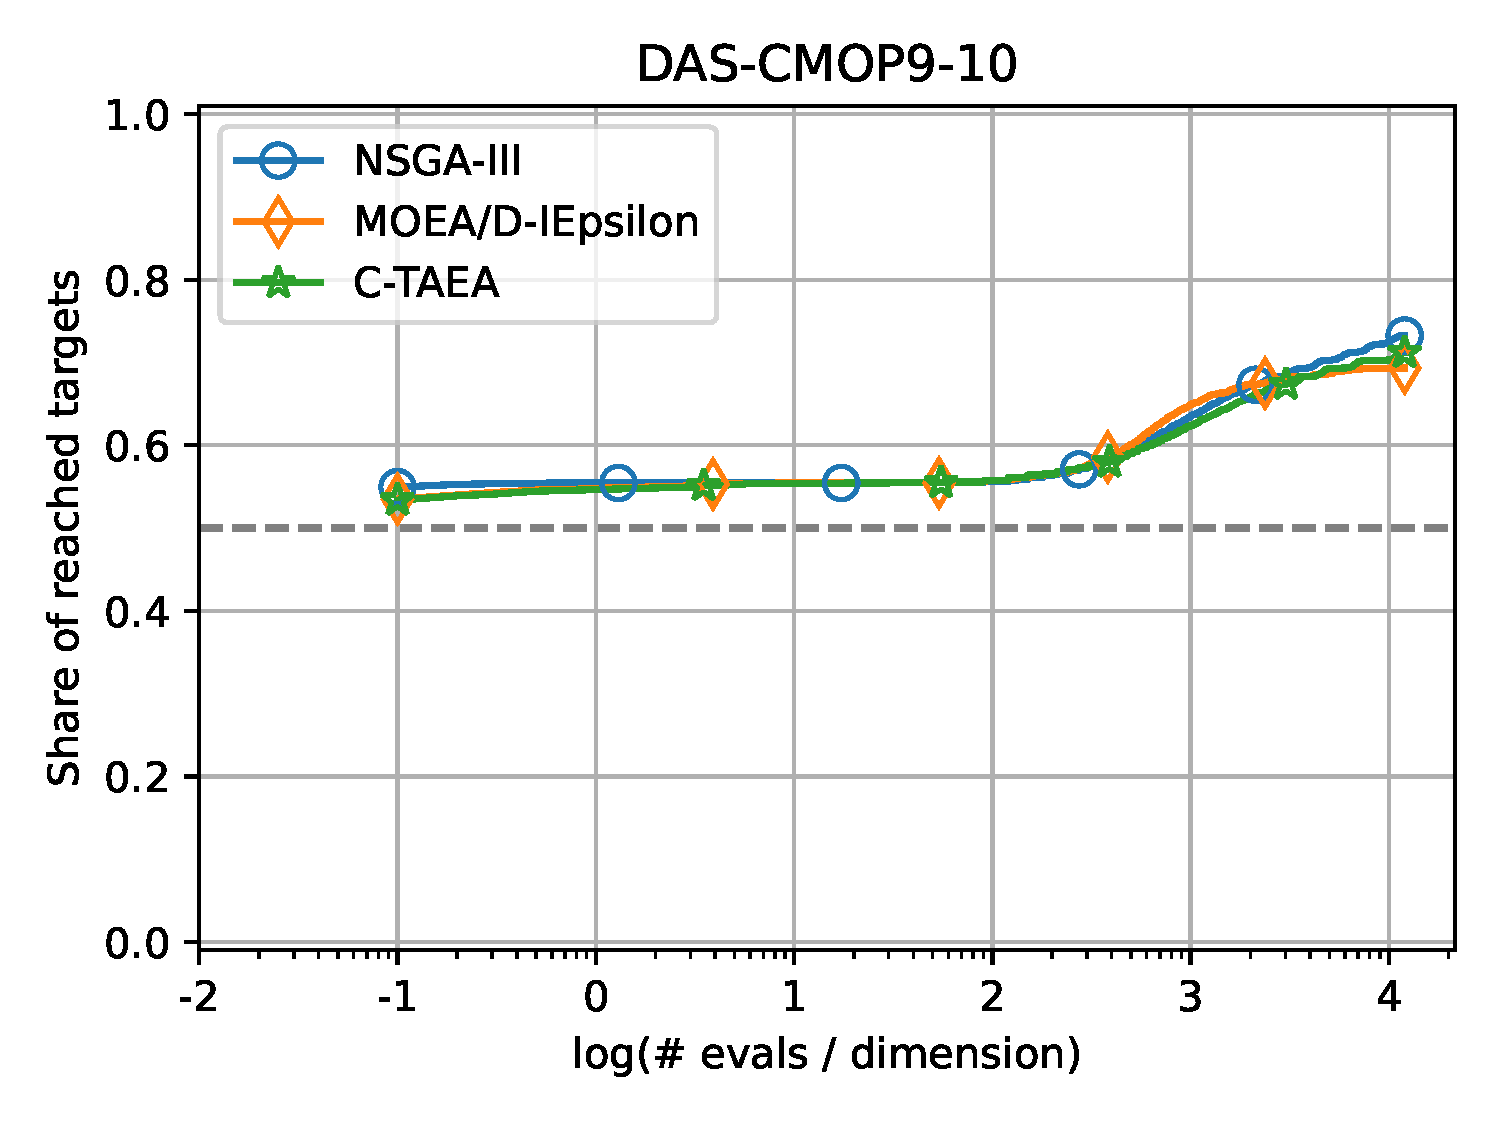 DAS-CMOP9-10
1.0
0.8
0.6
0.4
0.2
0.0
Share of reached targets
NSGA-III
MOEA/D-IEpsilon
C-TAEA
-2 -1 0 1 2 3 4
log(# evals / dimension)